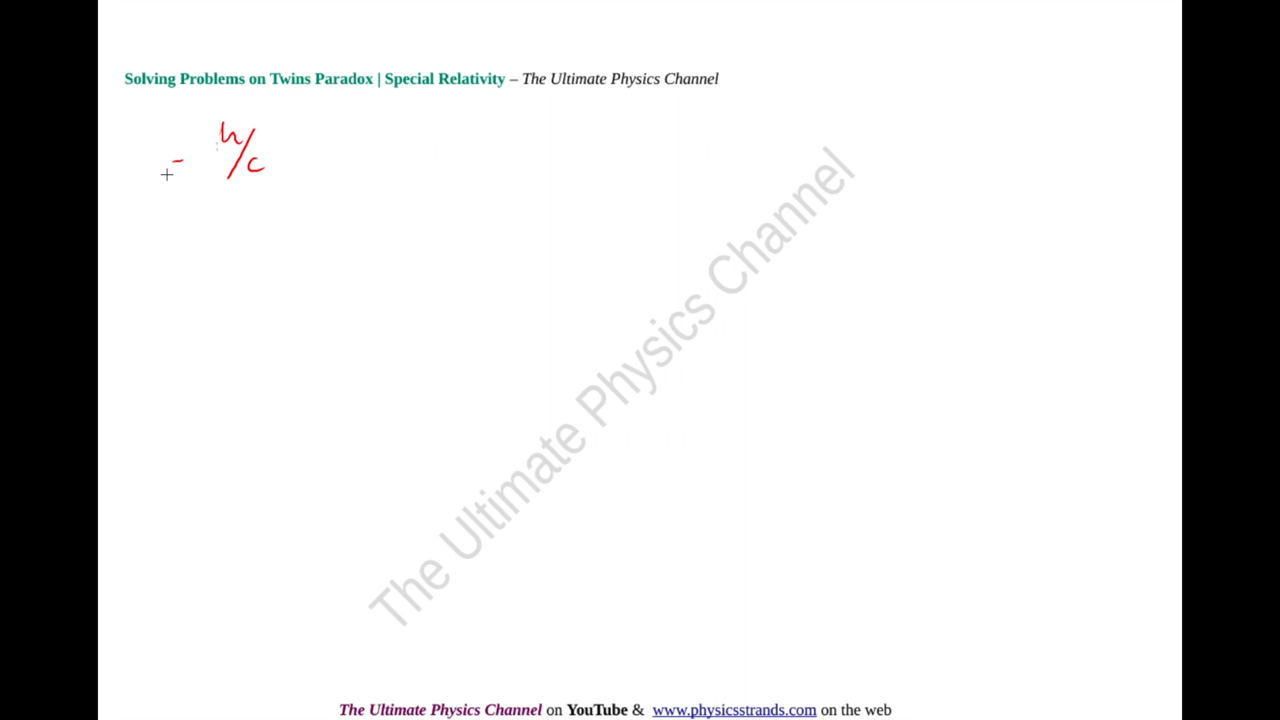 Solving Problems on Twins Paradox | Special Relativity – The Ultimate Physics Channel
The Ultimate Physics Channel
The Ultimate Physics Channel on YouTube & www.physicsstrands.com on the web